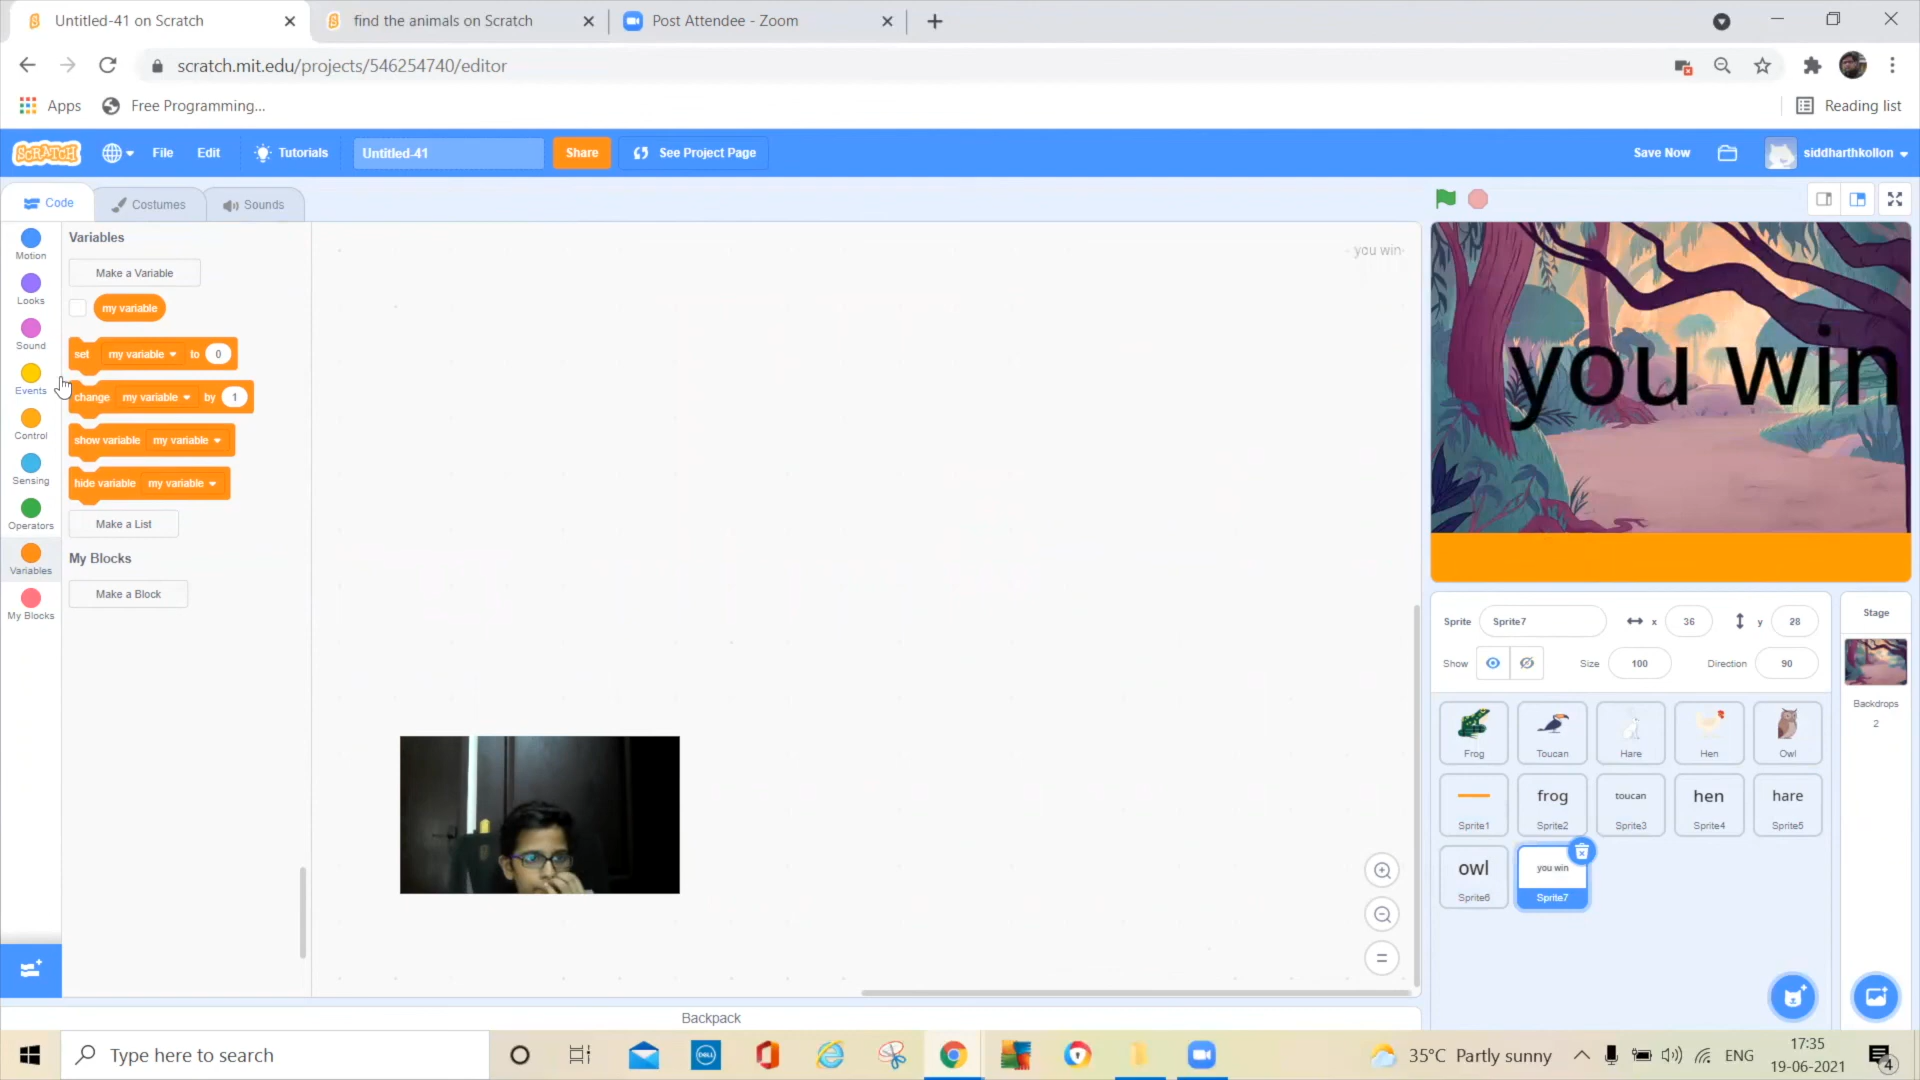 Untitled-41 on Scratch
find the animals on Scratch
Post Attendee - Zoom
scratch.mit.edu/projects/546254740/editor
Apps
Free Programming...
Reading list
SCRATCH
File
Edit
Tutorials
Untitled-41
Share
See Project Page
Save Now
siddharthkollon
Code
Costumes
Sounds
Motion
Looks
Sound
Events
Control
Sensing
Operators
Variables
My Blocks
Variables
Make a Variable
my variable
set my variable to 0
change my variable by 1
show variable my variable
hide variable my variable
Make a List
My Blocks
Make a Block
you win
you win
Sprite Sprite7 x 36 y 28
Show Size 100 Direction 90
Stage
Backdrops
2
Frog
Toucan
Hare
Hen
Owl
frog
toucan
hen
hare
Sprite1
Sprite2
Sprite3
Sprite4
Sprite5
owl
you win
Sprite6
Sprite7
Backpack
Type here to search
DELL
35°C Partly sunny
ENG
17:35
19-06-2021
4